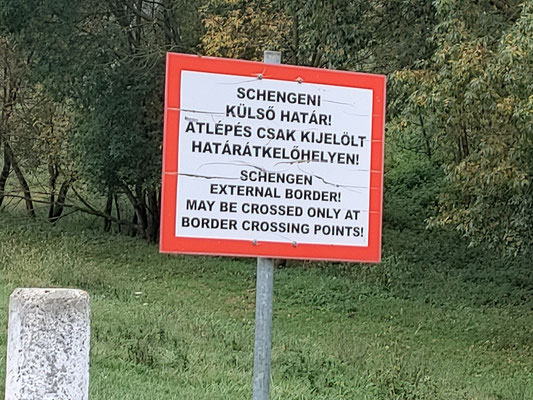 SCHENGENI
KÜLSŐ HATÁR!
ÁTLÉPÉS CSAK KIJELÖLT
HATÁRÁTKELŐHELYEN!
SCHENGEN
EXTERNAL BORDER!
MAY BE CROSSED ONLY AT
BORDER CROSSING POINTS!